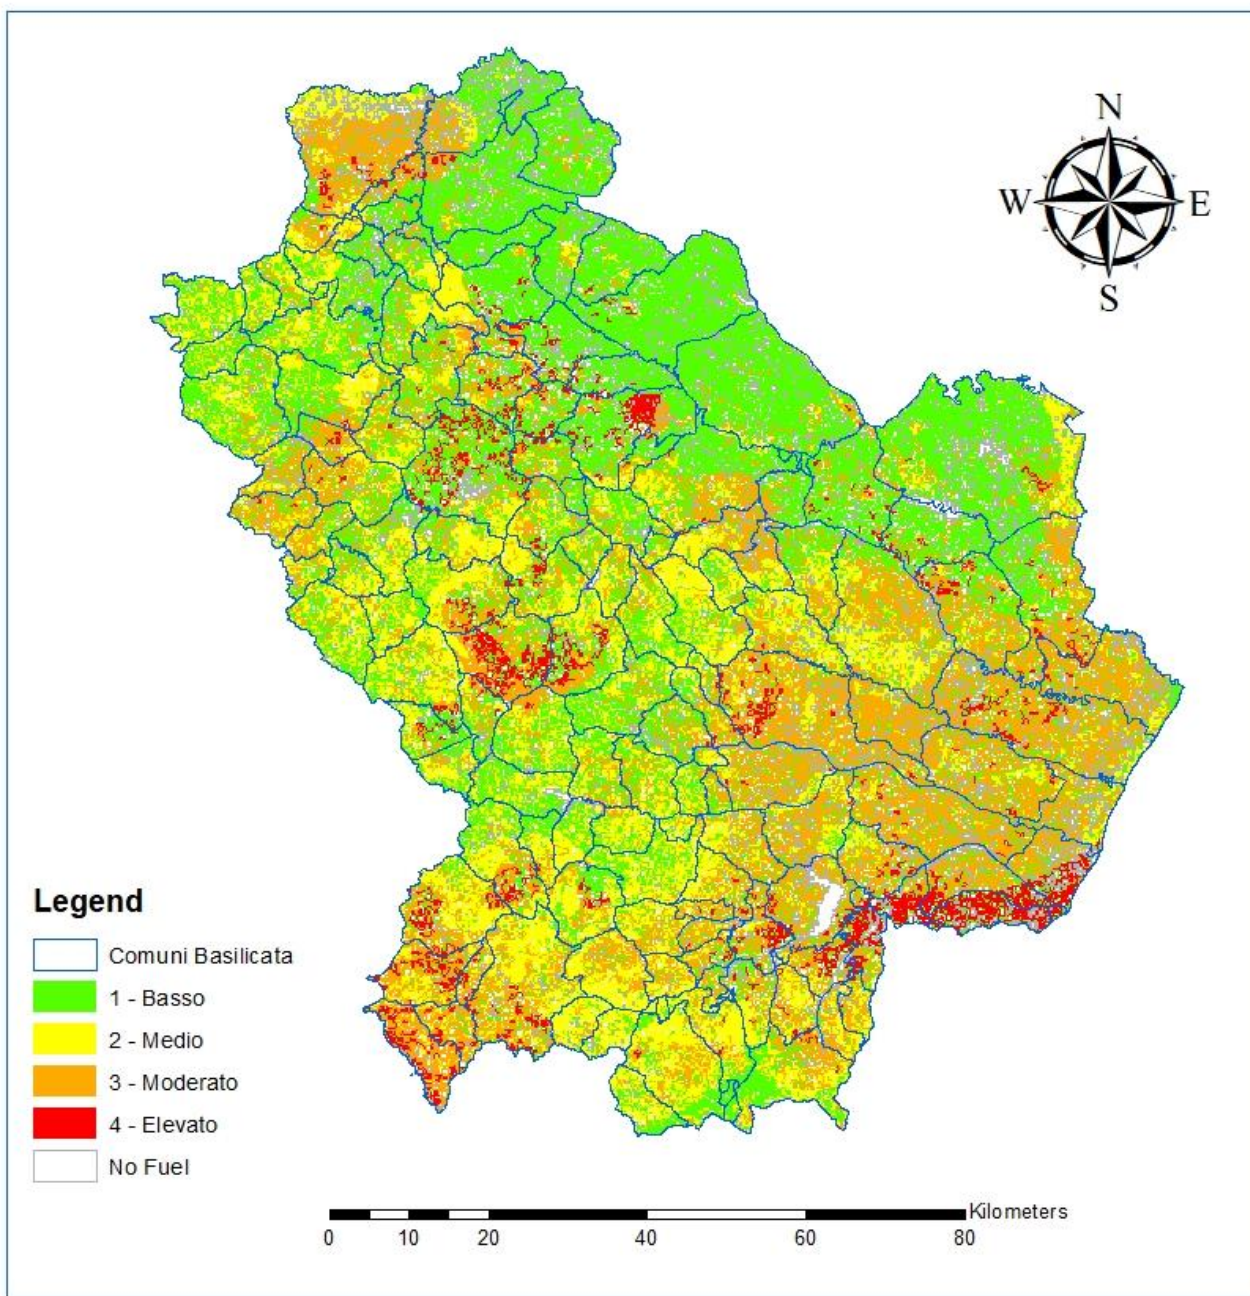 N
W E
S
Legend
Comuni Basilicata
1 - Basso
2 - Medio
3 - Moderato
4 - Elevato
No Fuel
Kilometers
0 10 20 40 60 80